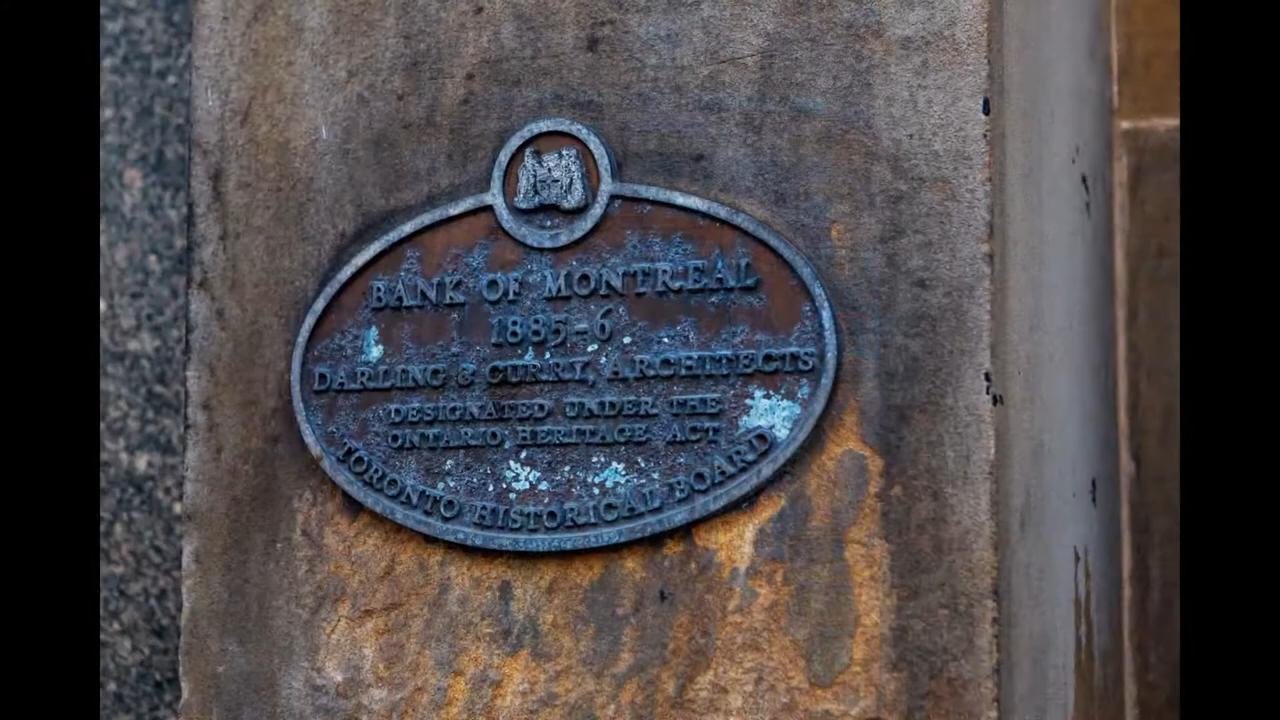 BANK OF MONTREAL
1885-6
DARLING & CURRY, ARCHITECTS
DESIGNATED UNDER THE
ONTARIO HERITAGE ACT
TORONTO HISTORICAL BOARD